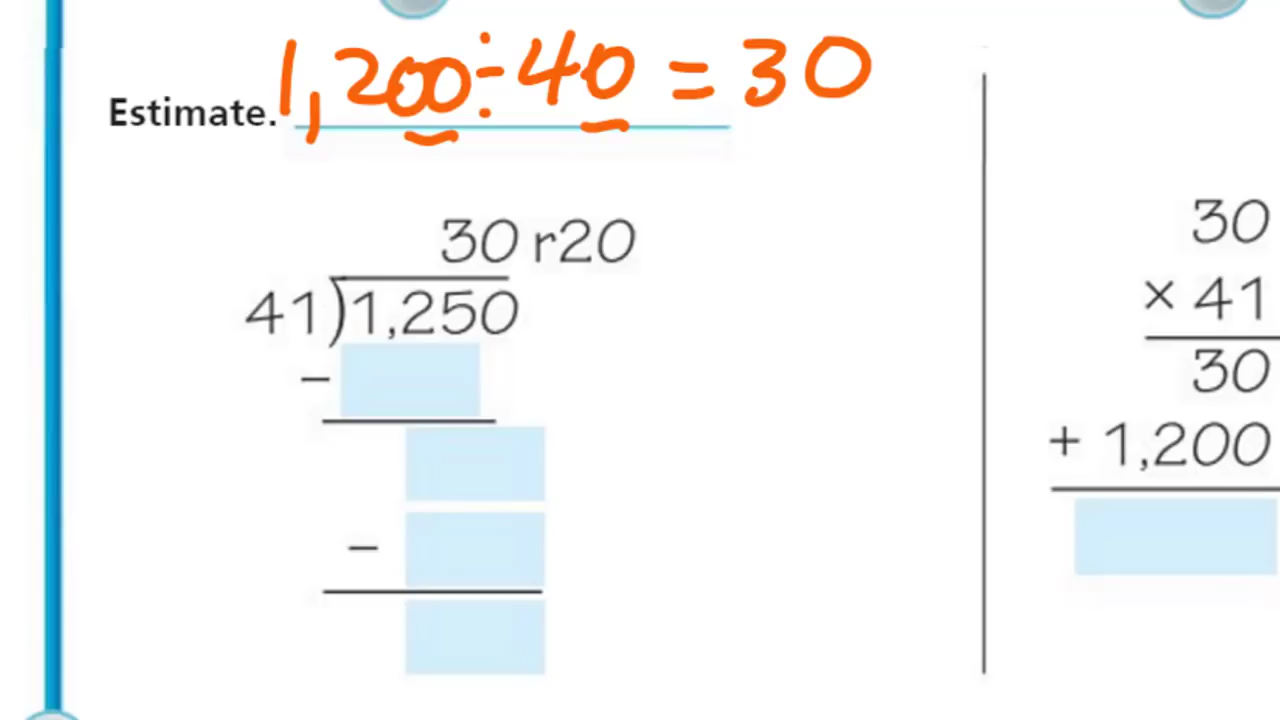 1,200÷40 = 30
Estimate.
30 r20
41)1,250
−
−
30
× 41
30
+ 1,200